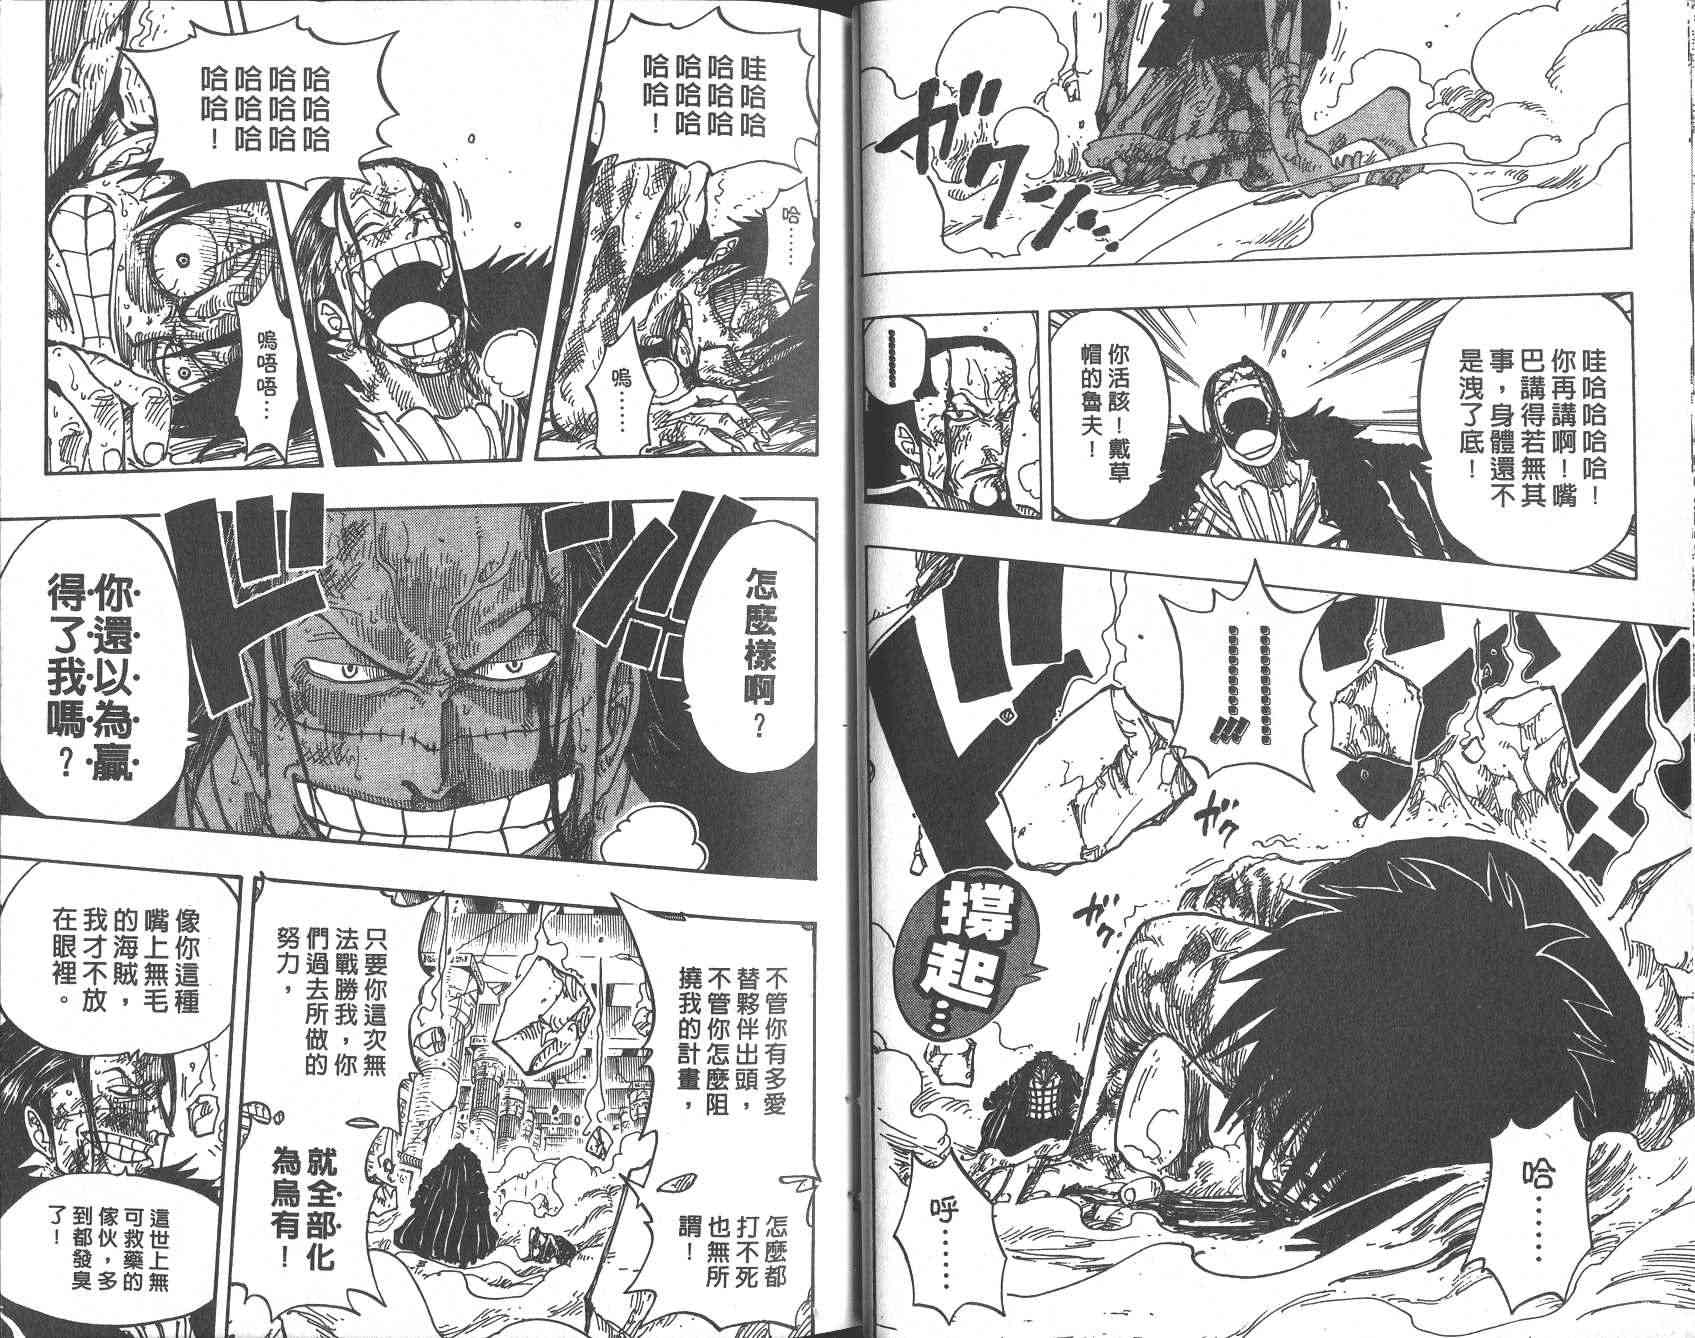 ガクン…
哇哈哈哈哈！
你再講啊！嘴
巴講得若無其
事，身體還不
是洩了底！
你活該！戴草
帽的魯夫！
…………
………………………!!!
ガク
ガク
撐起…
哈……
呼……
哇哈哈
哈哈哈
哈哈哈
哈哈！
哈……
嗚……
哈哈哈
哈哈哈
哈哈哈
哈哈！
嗚唔唔…
ドン!!
怎麼樣啊？
你還以為贏
得了我嗎？
不管你有多愛
替夥伴出頭，
不管你怎麼阻
撓我的計畫，
怎麼都
打不死
也無所
謂！
只要你這次無
法戰勝我，你
們過去所做的
努力，
就全部化
為烏有！
像你這種
嘴上無毛
的海賊，
我才不放
在眼裡。
這世上無
可救藥的
傢伙，多
到都發臭
了！